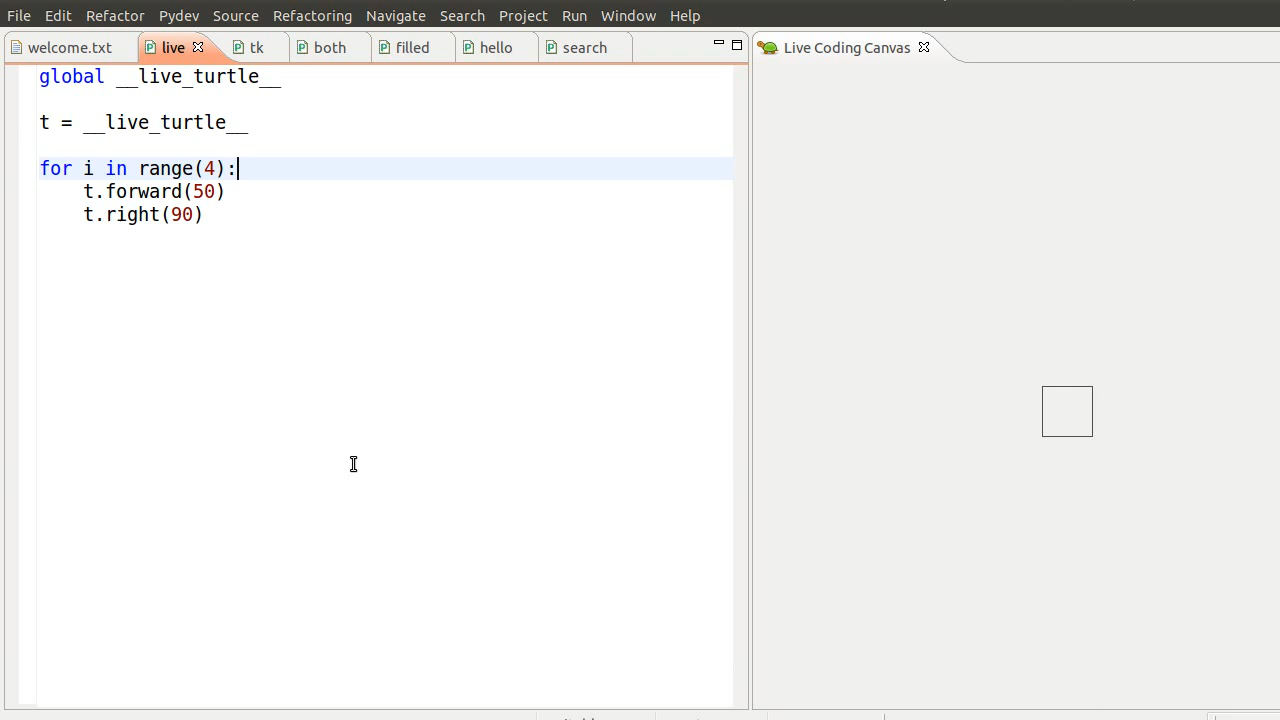 File Edit Refactor Pydev Source Refactoring Navigate Search Project Run Window Help
welcome.txt live tk both filled hello search Live Coding Canvas
global __live_turtle__
t = __live_turtle__
for i in range(4):
    t.forward(50)
    t.right(90)